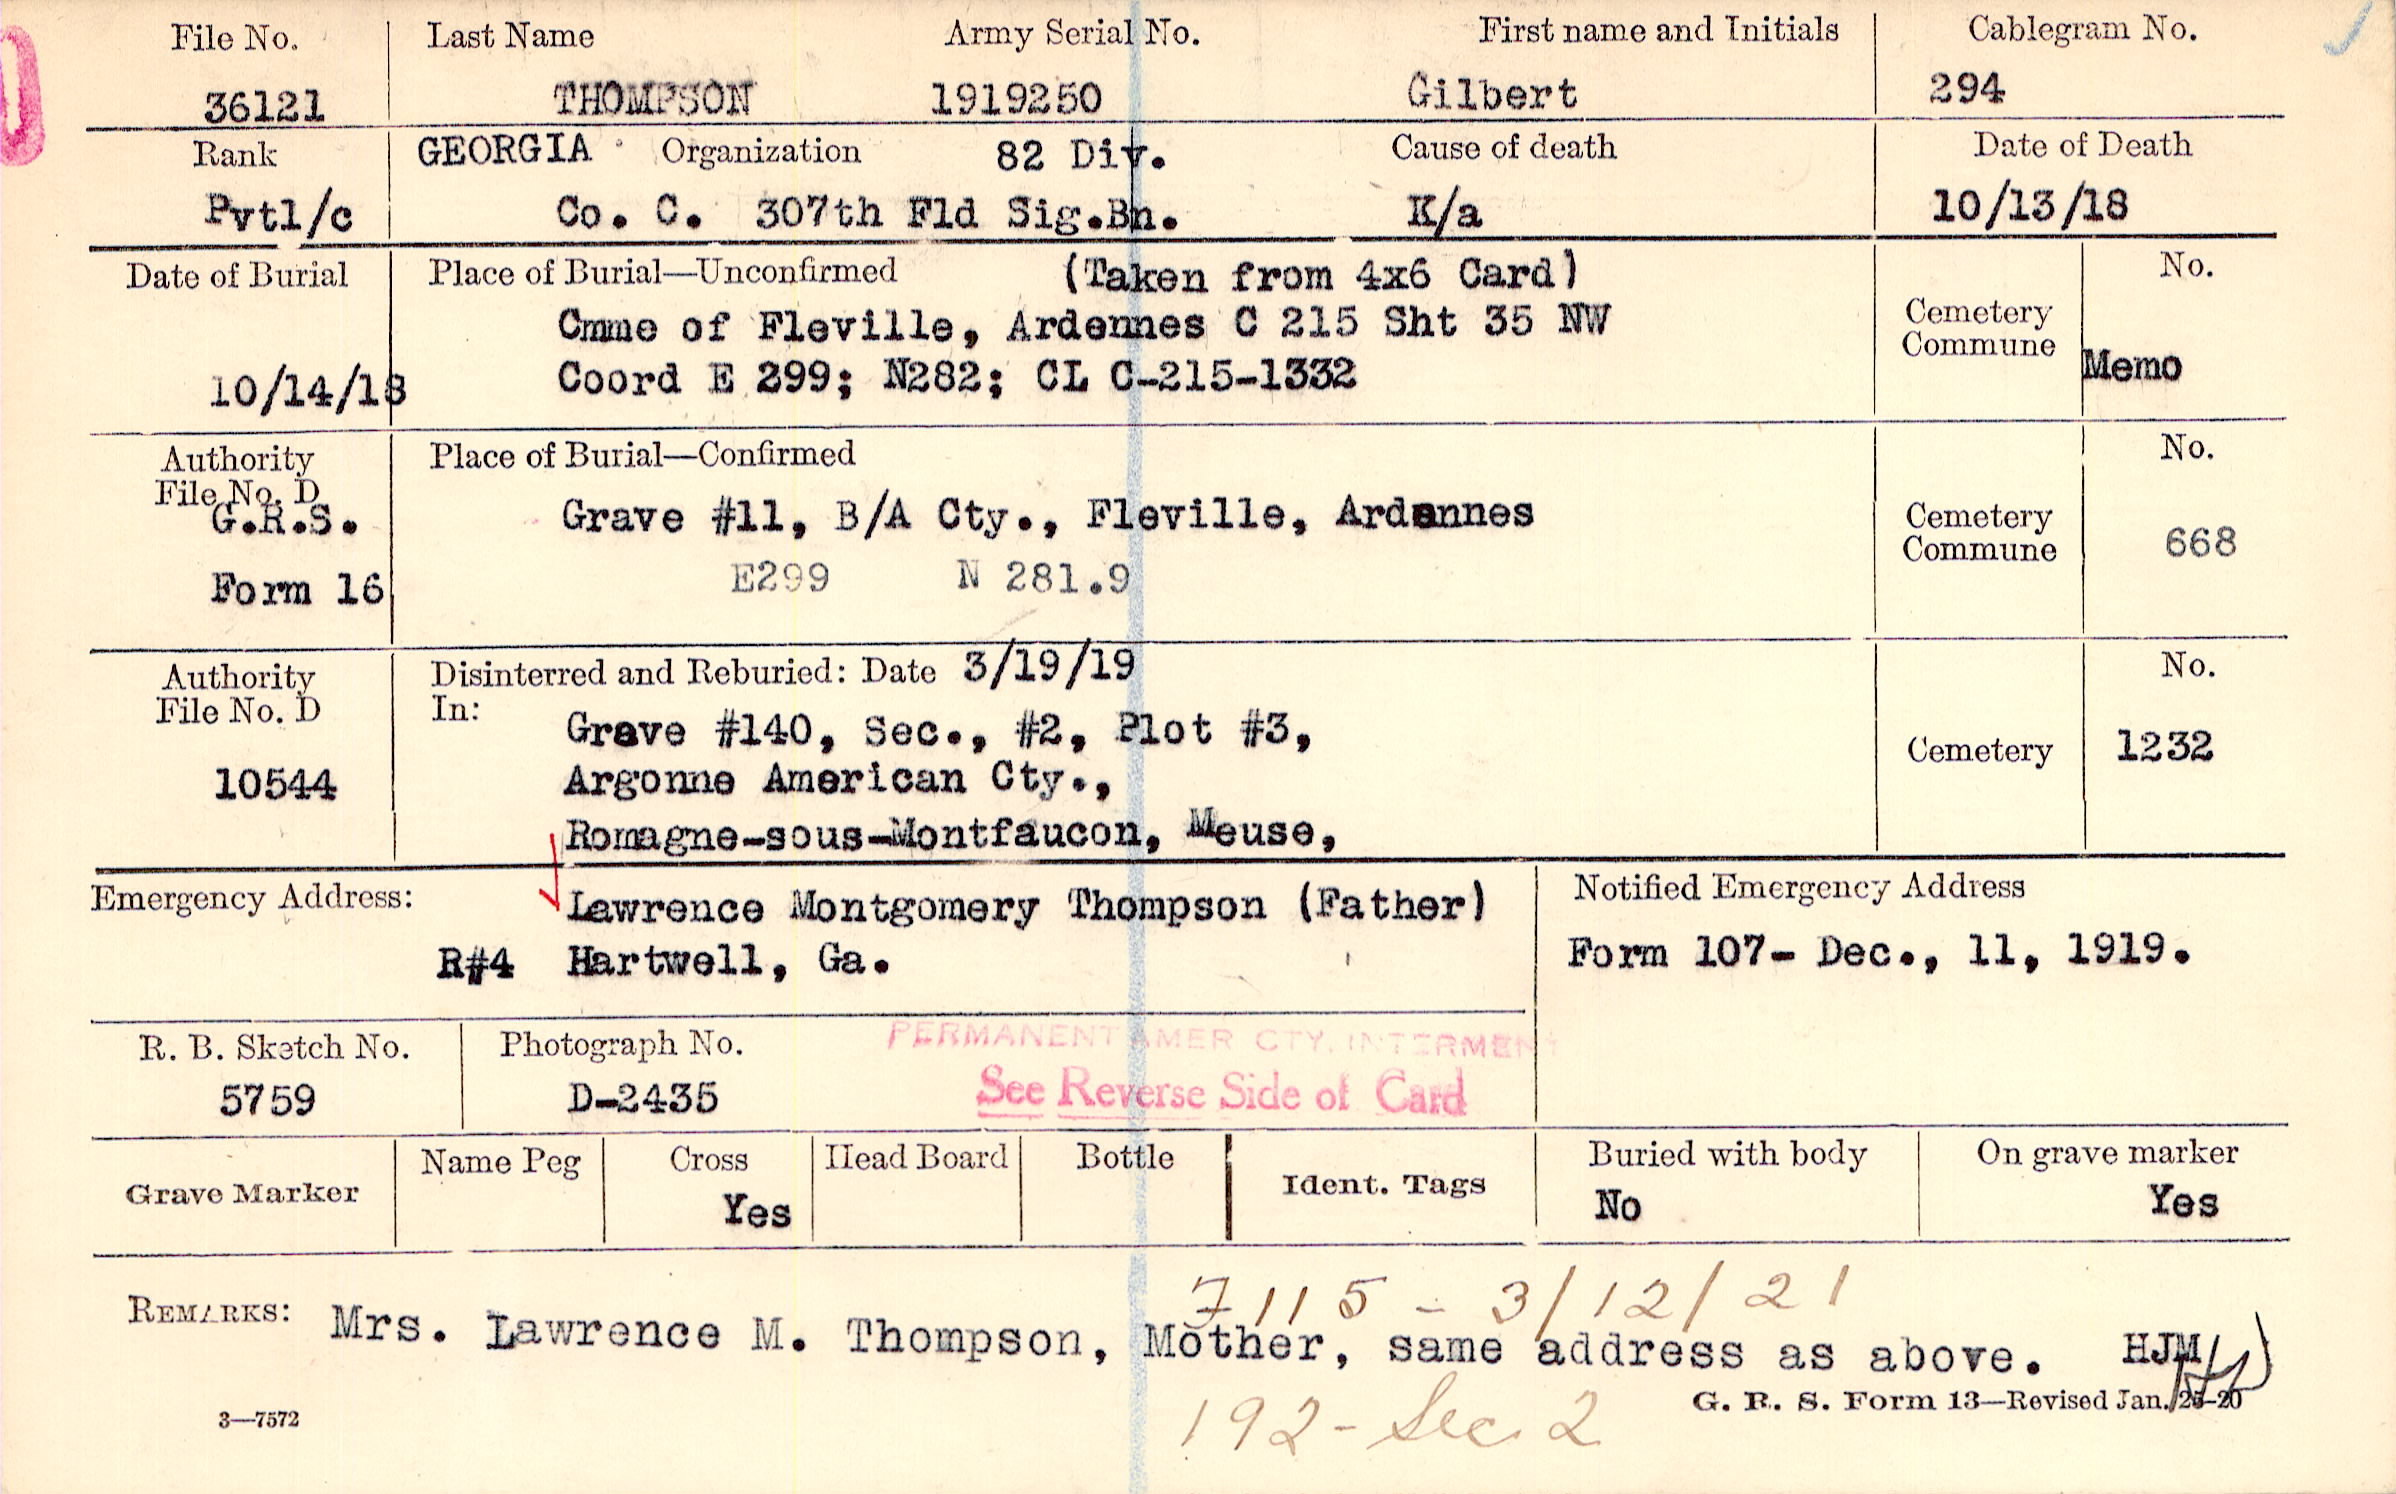 File No. Last Name Army Serial No. First name and Initials Cablegram No.
36121 THOMPSON 1919250 Gilbert 294
Rank GEORGIA Organization 82 Div. Cause of death Date of Death
Pvtl/c Co. C. 307th Fld Sig.Bn. K/a 10/13/18
Date of Burial Place of Burial—Unconfirmed (Taken from 4x6 Card) No.
Cmme of Fleville, Ardennes C 215 Sht 35 NW Cemetery
Commune Memo
10/14/18 Coord E 299; N282; CL C-215-1332
Authority Place of Burial—Confirmed No.
File No. D
G.R.S. Grave #11, B/A Cty., Fleville, Ardennes Cemetery
Commune 668
Form 16 E299 N 281.9
Authority Disinterred and Reburied: Date 3/19/19 No.
File No. D In:
Grave #140, Sec., #2, Plot #3,
10544 Argonne American Cty., Cemetery 1232
Romagne-sous-Montfaucon, Meuse,
Emergency Address: Lawrence Montgomery Thompson (Father) Notified Emergency Address
R#4 Hartwell, Ga. Form 107- Dec., 11, 1919.
R. B. Sketch No. Photograph No. PERMANENT AMER CTY. INTERMENT
5759 D-2435 See Reverse Side of Card
Grave Marker Name Peg Cross Head Board Bottle Ident. Tags Buried with body On grave marker
Yes No Yes
7115 - 3/12/21
REMARKS: Mrs. Lawrence M. Thompson, Mother, same address as above. HJM
192- Sec. 2
3—7572 G. R. S. Form 13—Revised Jan. 25-20